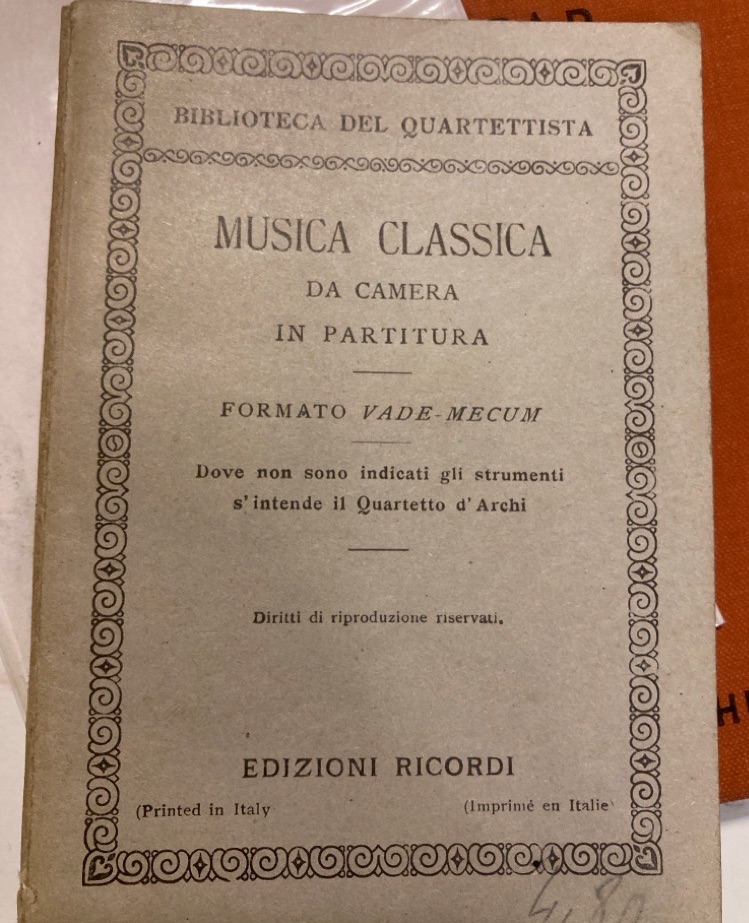 BIBLIOTECA DEL QUARTETTISTA
MUSICA CLASSICA
DA CAMERA
IN PARTITURA
FORMATO VADE-MECUM
Dove non sono indicati gli strumenti
s'intende il Quartetto d'Archi
Diritti di riproduzione riservati.
EDIZIONI RICORDI
(Printed in Italy
(Imprimé en Italie)